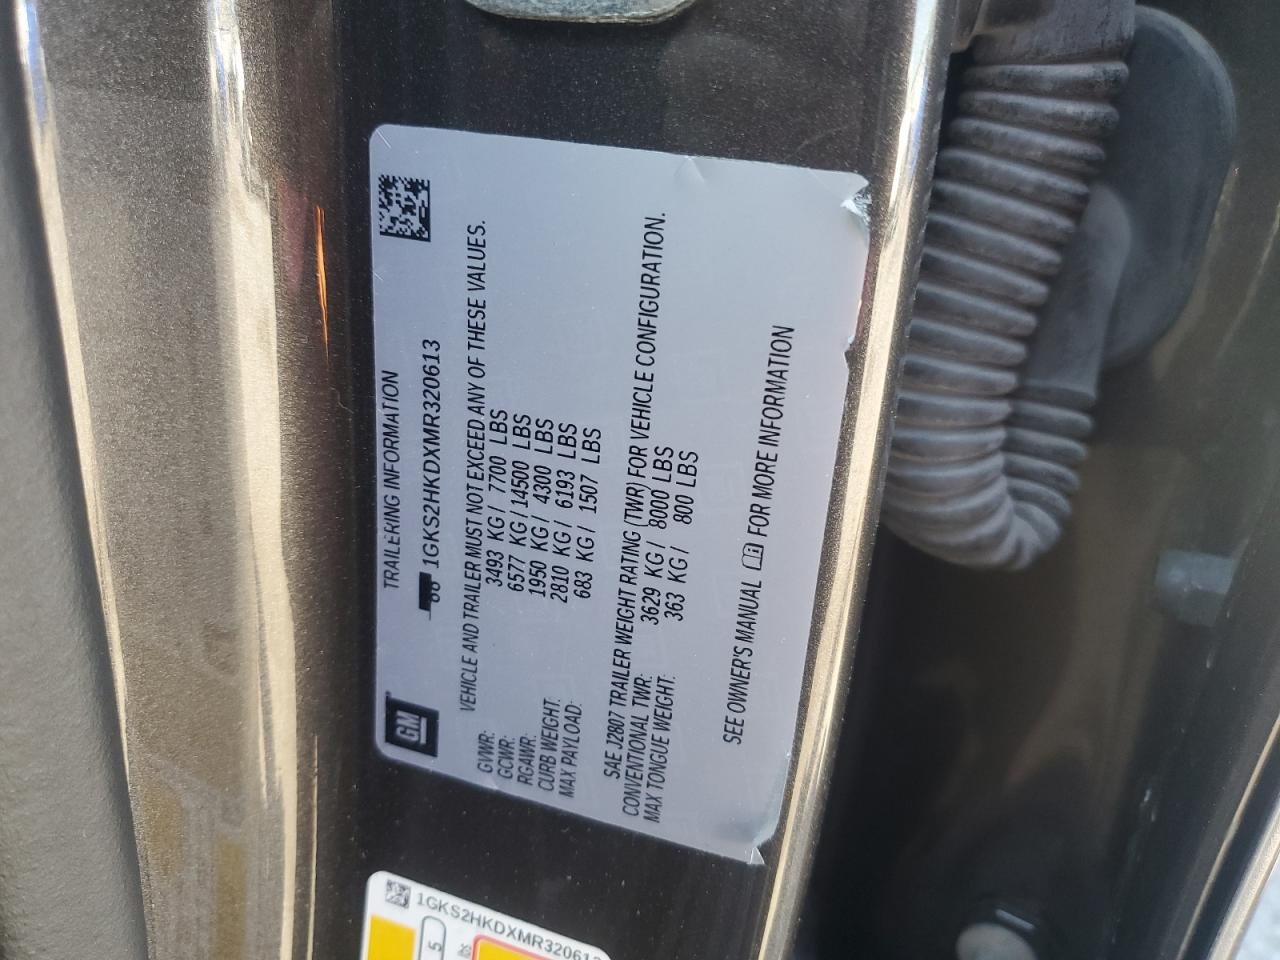 GM
TRAILERING INFORMATION
1GKS2HKDXMR320613
VEHICLE AND TRAILER MUST NOT EXCEED ANY OF THESE VALUES.
GVWR: 3493 KG / 7700 LBS
GCWR: 6577 KG / 14500 LBS
RGAWR: 1950 KG / 4300 LBS
CURB WEIGHT: 2810 KG / 6193 LBS
MAX PAYLOAD: 683 KG / 1507 LBS
SAE J2807 TRAILER WEIGHT RATING (TWR) FOR VEHICLE CONFIGURATION.
CONVENTIONAL TWR: 3629 KG / 8000 LBS
MAX TONGUE WEIGHT: 363 KG / 800 LBS
SEE OWNER'S MANUAL FOR MORE INFORMATION
1GKS2HKDXMR320613
5